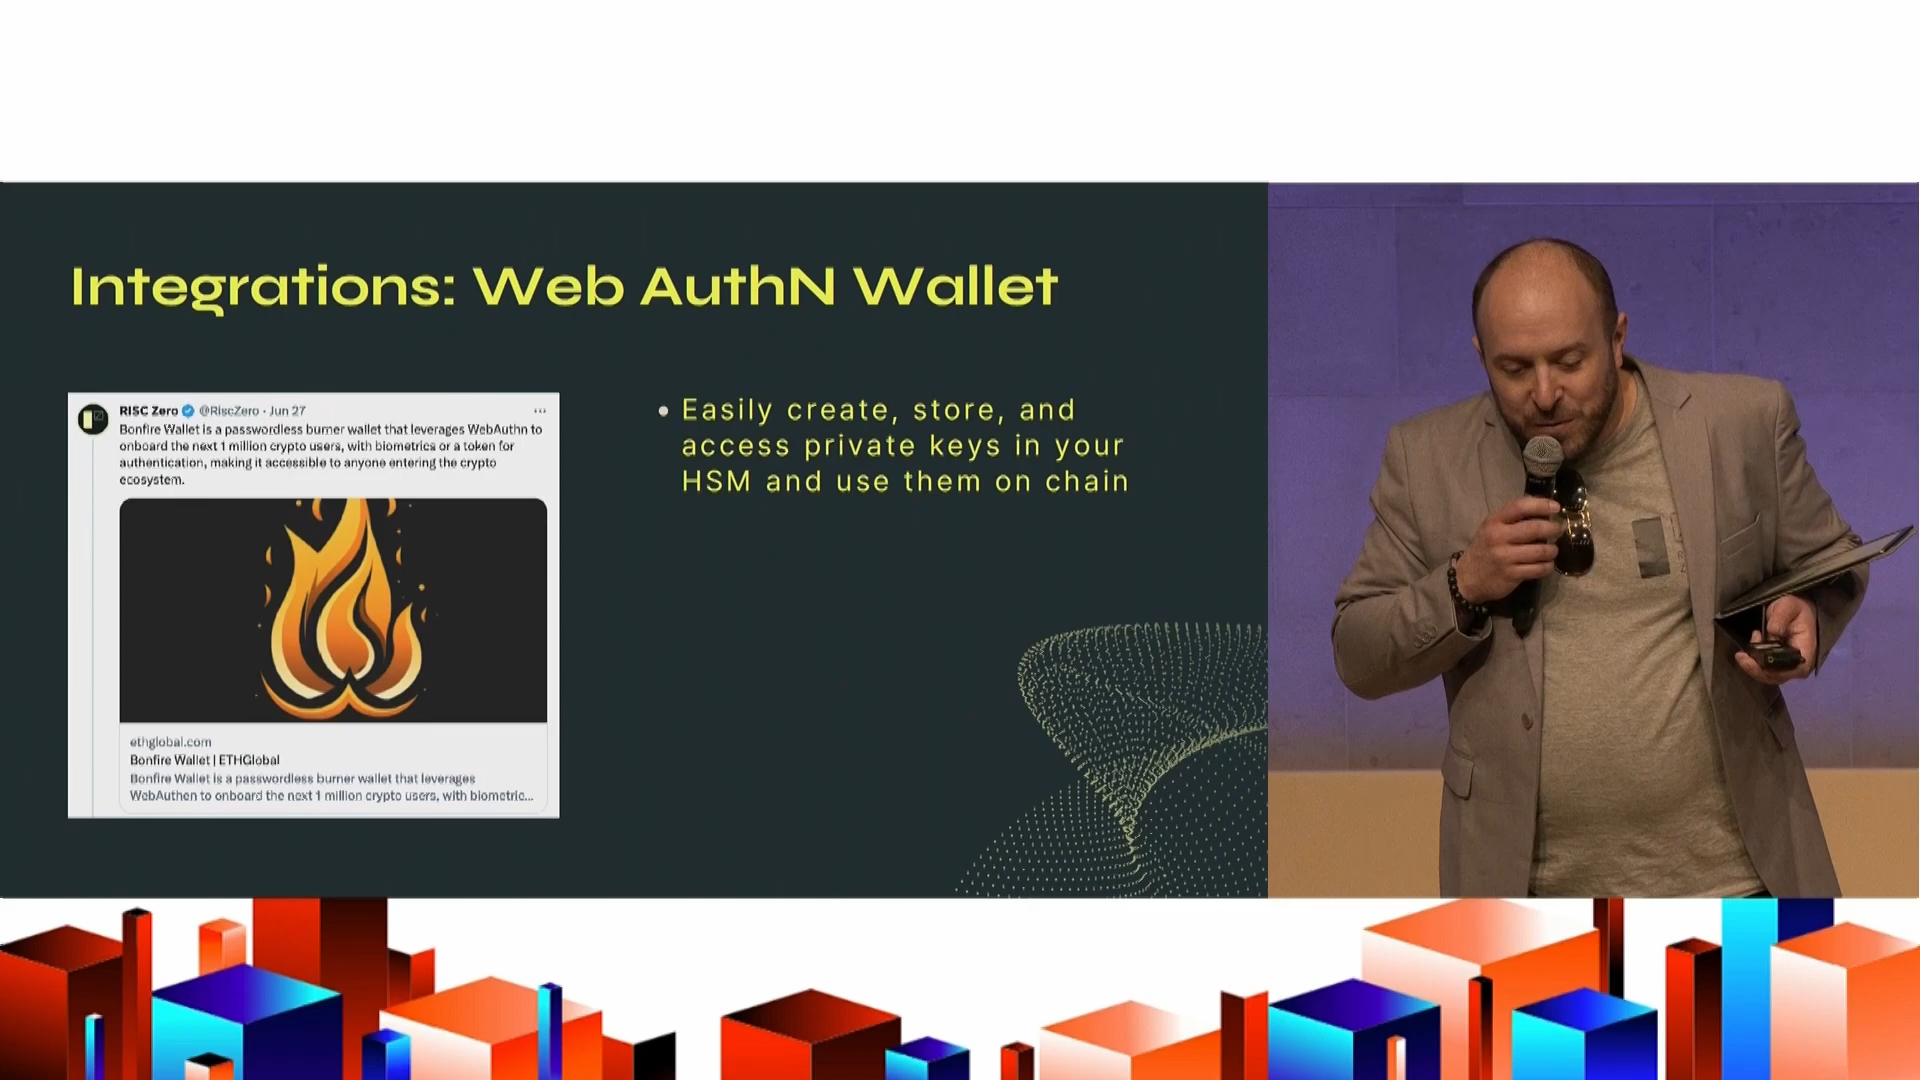 Integrations: Web AuthN Wallet
RISC Zero @RiscZero · Jun 27
Bonfire Wallet is a passwordless burner wallet that leverages WebAuthn to
onboard the next 1 million crypto users, with biometrics or a token for
authentication, making it accessible to anyone entering the crypto
ecosystem.
ethglobal.com
Bonfire Wallet | ETHGlobal
Bonfire Wallet is a passwordless burner wallet that leverages
WebAuthen to onboard the next 1 million crypto users, with biometric...
• Easily create, store, and
access private keys in your
HSM and use them on chain